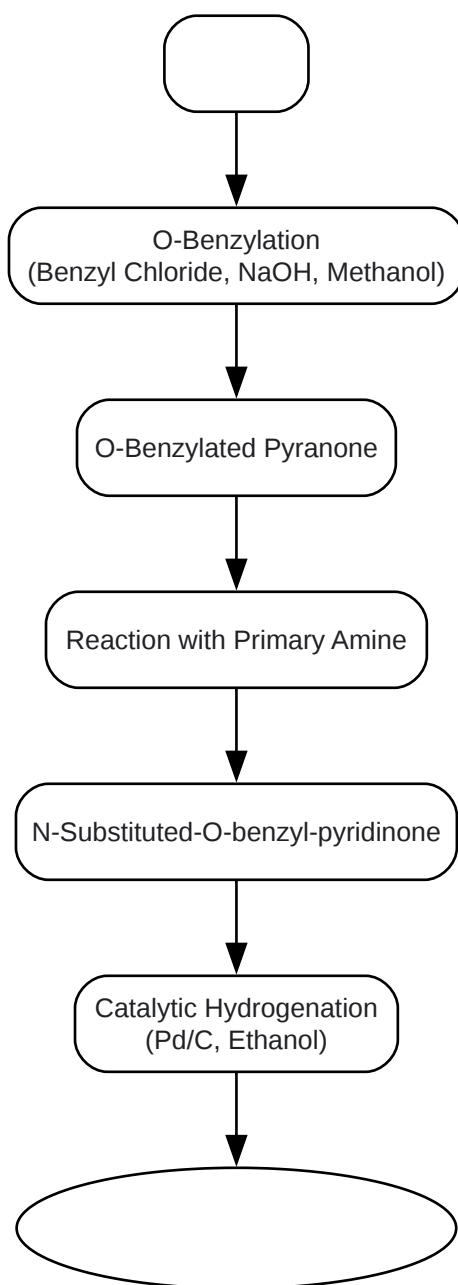 O-Benzylation
(Benzyl Chloride, NaOH, Methanol)
O-Benzylated Pyranone
Reaction with Primary Amine
N-Substituted-O-benzyl-pyridinone
Catalytic Hydrogenation
(Pd/C, Ethanol)